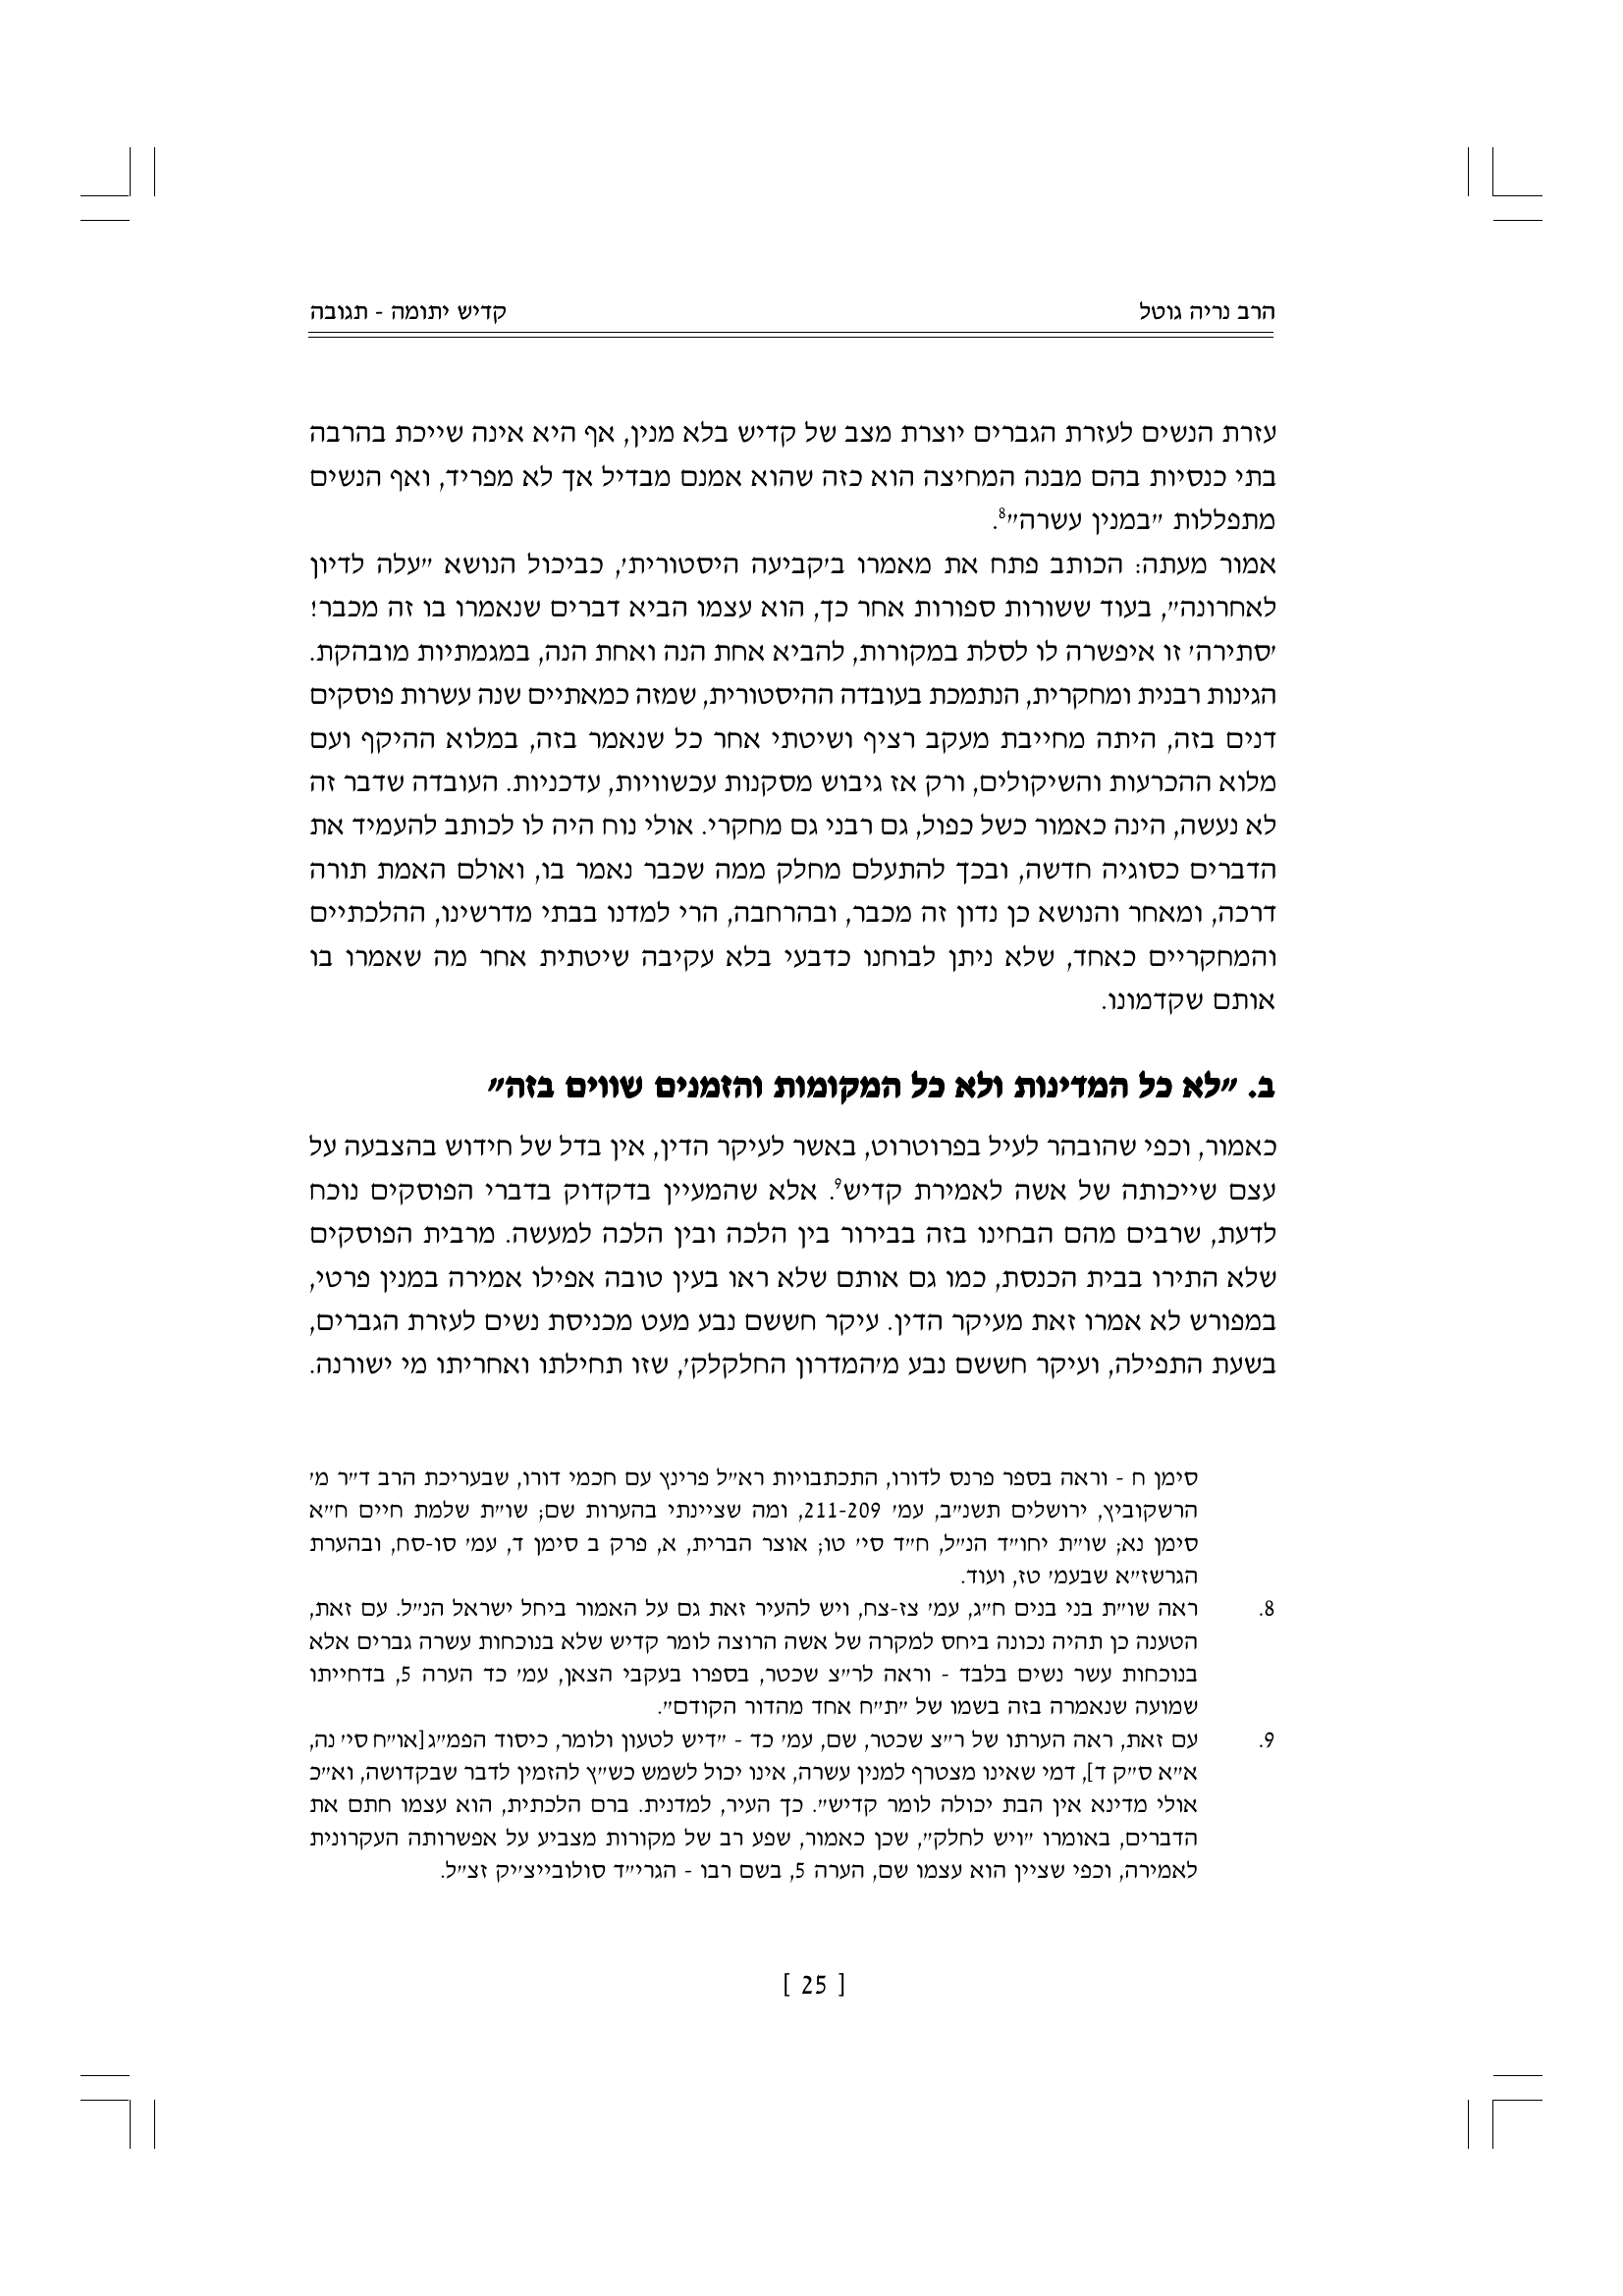 הרב נריה גוטל
קדיש יתומה - תגובה
עזרת הנשים לעזרת הגברים יוצרת מצב של קדיש בלא מנין, אף היא אינה שייכת בהרבה
בתי כנסיות בהם מבנה המחיצה הוא כזה שהוא אמנם מבדיל אך לא מפריד, ואף הנשים
מתפללות ״במנין עשרה״8.
אמור מעתה: הכותב פתח את מאמרו ב׳קביעה היסטורית׳, כביכול הנושא ״עלה לדיון
לאחרונה״, בעוד ששורות ספורות אחר כך, הוא עצמו הביא דברים שנאמרו בו זה מכבר!
׳סתירה׳ זו איפשרה לו לסלת במקורות, להביא אחת הנה ואחת הנה, במגמתיות מובהקת.
הגינות רבנית ומחקרית, הנתמכת בעובדה ההיסטורית, שמזה כמאתיים שנה עשרות פוסקים
דנים בזה, היתה מחייבת מעקב רציף ושיטתי אחר כל שנאמר בזה, במלוא ההיקף ועם
מלוא ההכרעות והשיקולים, ורק אז גיבוש מסקנות עכשוויות, עדכניות. העובדה שדבר זה
לא נעשה, הינה כאמור כשל כפול, גם רבני גם מחקרי. אולי נוח היה לו לכותב להעמיד את
הדברים כסוגיה חדשה, ובכך להתעלם מחלק ממה שכבר נאמר בו, ואולם האמת תורה
דרכה, ומאחר והנושא כן נדון זה מכבר, ובהרחבה, הרי למדנו בבתי מדרשינו, ההלכתיים
והמחקריים כאחד, שלא ניתן לבוחנו כדבעי בלא עקיבה שיטתית אחר מה שאמרו בו
אותם שקדמונו.
ב. ״לא כל המדינות ולא כל המקומות והזמנים שווים בזה״
כאמור, וכפי שהובהר לעיל בפרוטרוט, באשר לעיקר הדין, אין בדל של חידוש בהצבעה על
עצם שייכותה של אשה לאמירת קדיש9. אלא שהמעיין בדקדוק בדברי הפוסקים נוכח
לדעת, שרבים מהם הבחינו בזה בבירור בין הלכה ובין הלכה למעשה. מרבית הפוסקים
שלא התירו בבית הכנסת, כמו גם אותם שלא ראו בעין טובה אפילו אמירה במנין פרטי,
במפורש לא אמרו זאת מעיקר הדין. עיקר חששם נבע מעט מכניסת נשים לעזרת הגברים,
בשעת התפילה, ועיקר חששם נבע מ׳המדרון החלקלק׳, שזו תחילתו ואחריתו מי ישורנה.
סימן ח - וראה בספר פרנס לדורו, התכתבויות רא״ל פרינץ עם חכמי דורו, שבעריכת הרב ד״ר מ׳
הרשקוביץ, ירושלים תשנ״ב, עמ׳ 211-209, ומה שציינתי בהערות שם; שו״ת שלמת חיים ח״א
סימן נא; שו״ת יחו״ד הנ״ל, ח״ד סי׳ טו; אוצר הברית, א, פרק ב סימן ד, עמ׳ סו-סח, ובהערת
הגרשז״א שבעמ׳ טז, ועוד.
8. ראה שו״ת בני בנים ח״ג, עמ׳ צז-צח, ויש להעיר זאת גם על האמור ביחל ישראל הנ״ל. עם זאת,
הטענה כן תהיה נכונה ביחס למקרה של אשה הרוצה לומר קדיש שלא בנוכחות עשרה גברים אלא
בנוכחות עשר נשים בלבד - וראה לר״צ שכטר, בספרו בעקבי הצאן, עמ׳ כד הערה 5, בדחייתו
שמועה שנאמרה בזה בשמו של ״ת״ח אחד מהדור הקודם״.
9. עם זאת, ראה הערתו של ר״צ שכטר, שם, עמ׳ כד - ״דיש לטעון ולומר, כיסוד הפמ״ג [או״ח סי׳ נה,
א״א ס״ק ד], דמי שאינו מצטרף למנין עשרה, אינו יכול לשמש כש״ץ להזמין לדבר שבקדושה, וא״כ
אולי מדינא אין הבת יכולה לומר קדיש״. כך העיר, למדנית. ברם הלכתית, הוא עצמו חתם את
הדברים, באומרו ״ויש לחלק״, שכן כאמור, שפע רב של מקורות מצביע על אפשרותה העקרונית
לאמירה, וכפי שציין הוא עצמו שם, הערה 5, בשם רבו - הגרי״ד סולובייצ׳יק זצ״ל.
[ 25 ]